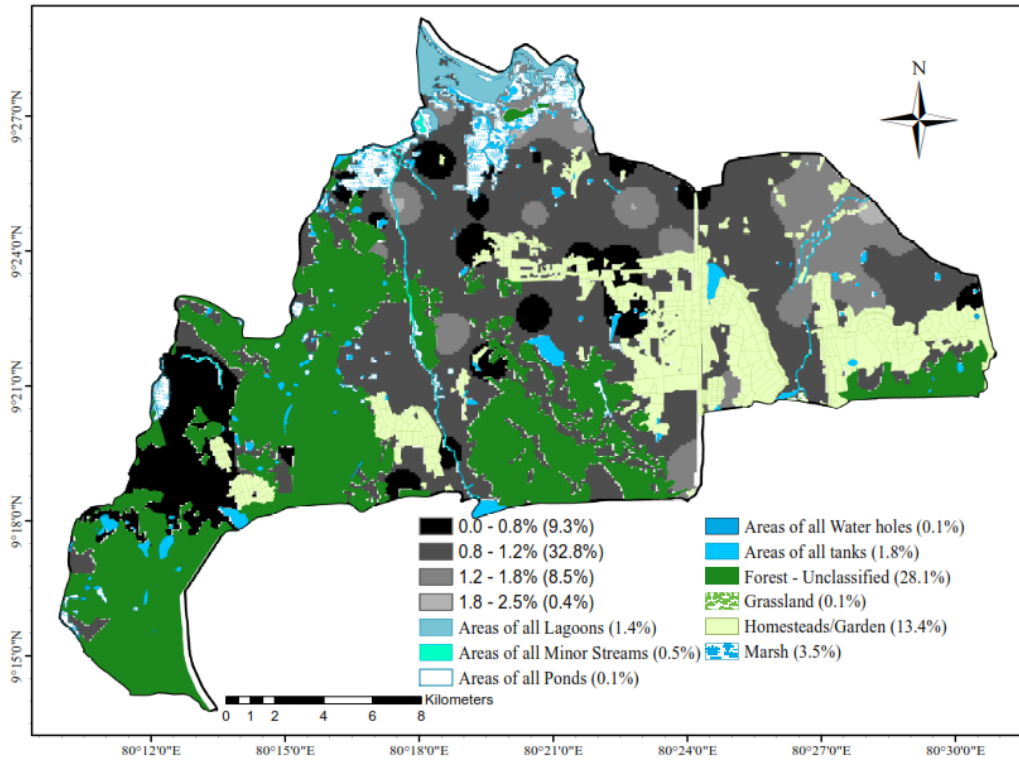 N
9°27'0"N
9°24'0"N
9°21'0"N
9°18'0"N
9°15'0"N
0.0 - 0.8% (9.3%)
0.8 - 1.2% (32.8%)
1.2 - 1.8% (8.5%)
1.8 - 2.5% (0.4%)
Areas of all Lagoons (1.4%)
Areas of all Minor Streams (0.5%)
Areas of all Ponds (0.1%)
Areas of all Water holes (0.1%)
Areas of all tanks (1.8%)
Forest - Unclassified (28.1%)
Grassland (0.1%)
Homesteads/Garden (13.4%)
Marsh (3.5%)
Kilometers
0 1 2 4 6 8
80°12'0"E 80°15'0"E 80°18'0"E 80°21'0"E 80°24'0"E 80°27'0"E 80°30'0"E